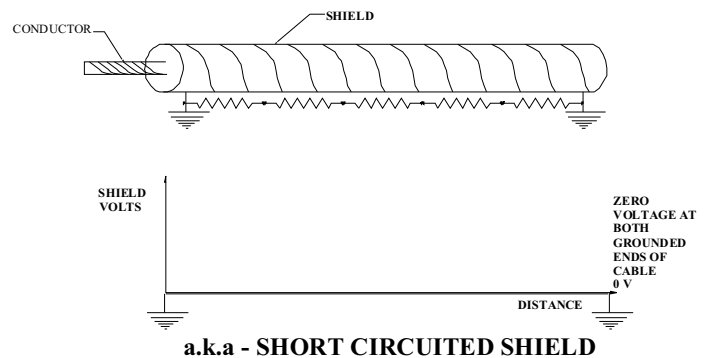 SHIELD
CONDUCTOR
SHIELD
VOLTS
ZERO
VOLTAGE AT
BOTH
GROUNDED
ENDS OF
CABLE
0 V
DISTANCE
a.k.a - SHORT CIRCUITED SHIELD